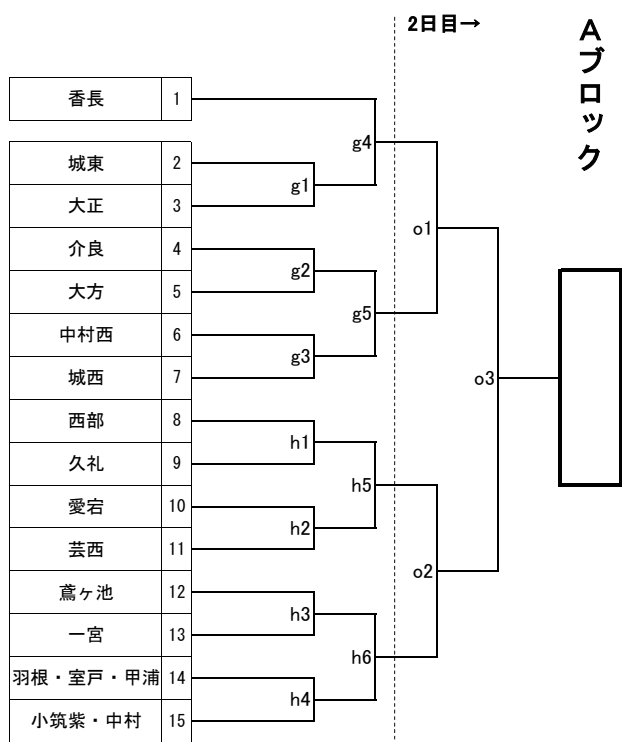 2日目→
Aブロック
香長 1
城東 2
大正 3
介良 4
大方 5
中村西 6
城西 7
西部 8
久礼 9
愛宕 10
芸西 11
鳶ヶ池 12
一宮 13
羽根・室戸・甲浦 14
小筑紫・中村 15
g4
g1
o1
g2
g5
g3
o3
h1
h5
h2
o2
h3
h6
h4